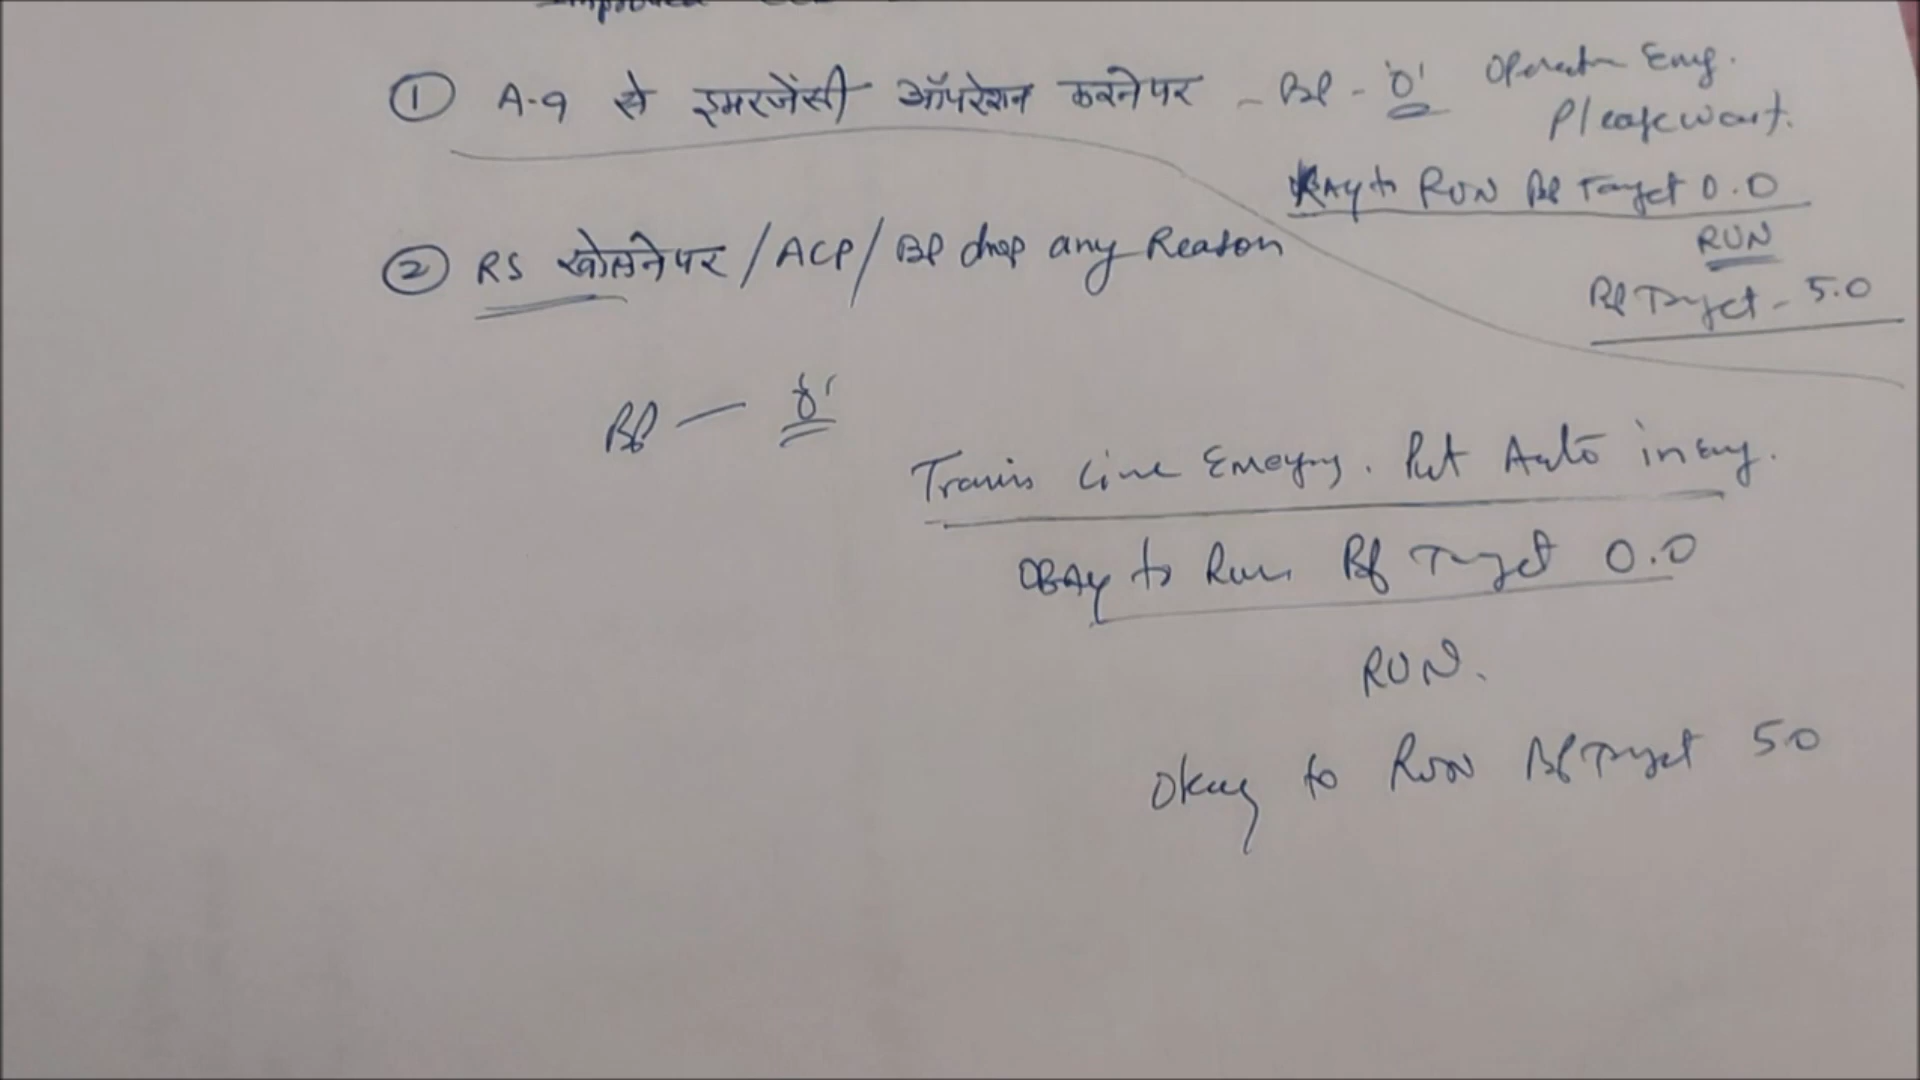 ① A-9 से इमरजेंसी ऑपरेशन करनेपर - BP - '0' Operator Emg.
Please wait.
OKAY to RUN BP Target 0.0
RUN
BP Target - 5.0
② RS खोलनेपर / ACP / BP drop any Reason
BP — '0'
Train Line Emergency. Put Auto in emg.
OKAy to Run BP Target 0.0
RUN.
Okay to Run BP Target 5.0